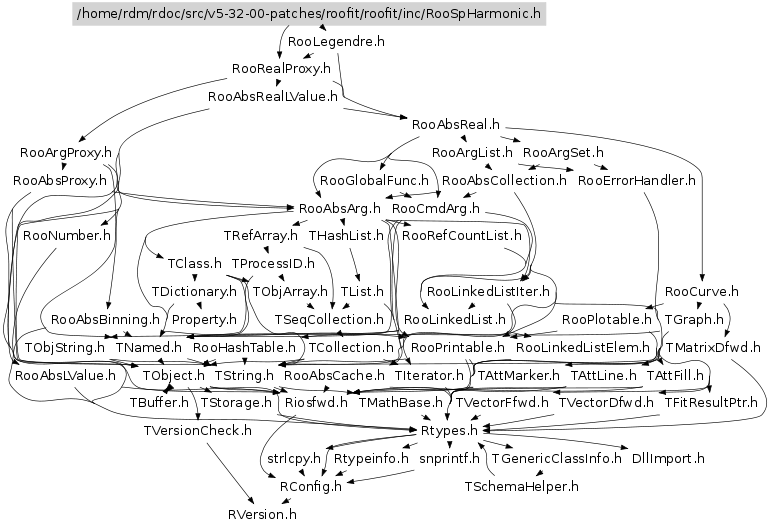 /home/rdm/rdoc/src/v5-32-00-patches/roofit/roofit/inc/RooSpHarmonic.h
RooLegendre.h
RooRealProxy.h
RooAbsRealLValue.h
RooAbsReal.h
RooArgProxy.h RooArgList.h RooArgSet.h
RooAbsProxy.h RooGlobalFunc.h RooAbsCollection.h RooErrorHandler.h
RooAbsArg.h RooCmdArg.h
RooNumber.h TRefArray.h THashList.h RooRefCountList.h
TClass.h TProcessID.h
TDictionary.h TObjArray.h TList.h RooLinkedListIter.h RooCurve.h
RooAbsBinning.h Property.h TSeqCollection.h RooLinkedList.h RooPlotable.h TGraph.h
TObjString.h TNamed.h RooHashTable.h TCollection.h RooPrintable.h RooLinkedListElem.h TMatrixDfwd.h
RooAbsLValue.h TObject.h TString.h RooAbsCache.h TIterator.h TAttMarker.h TAttLine.h TAttFill.h
TBuffer.h TStorage.h Riosfwd.h TMathBase.h TVectorFfwd.h TVectorDfwd.h TFitResultPtr.h
TVersionCheck.h Rtypes.h
strlcpy.h Rtypeinfo.h snprintf.h TGenericClassInfo.h DllImport.h
RConfig.h TSchemaHelper.h
RVersion.h